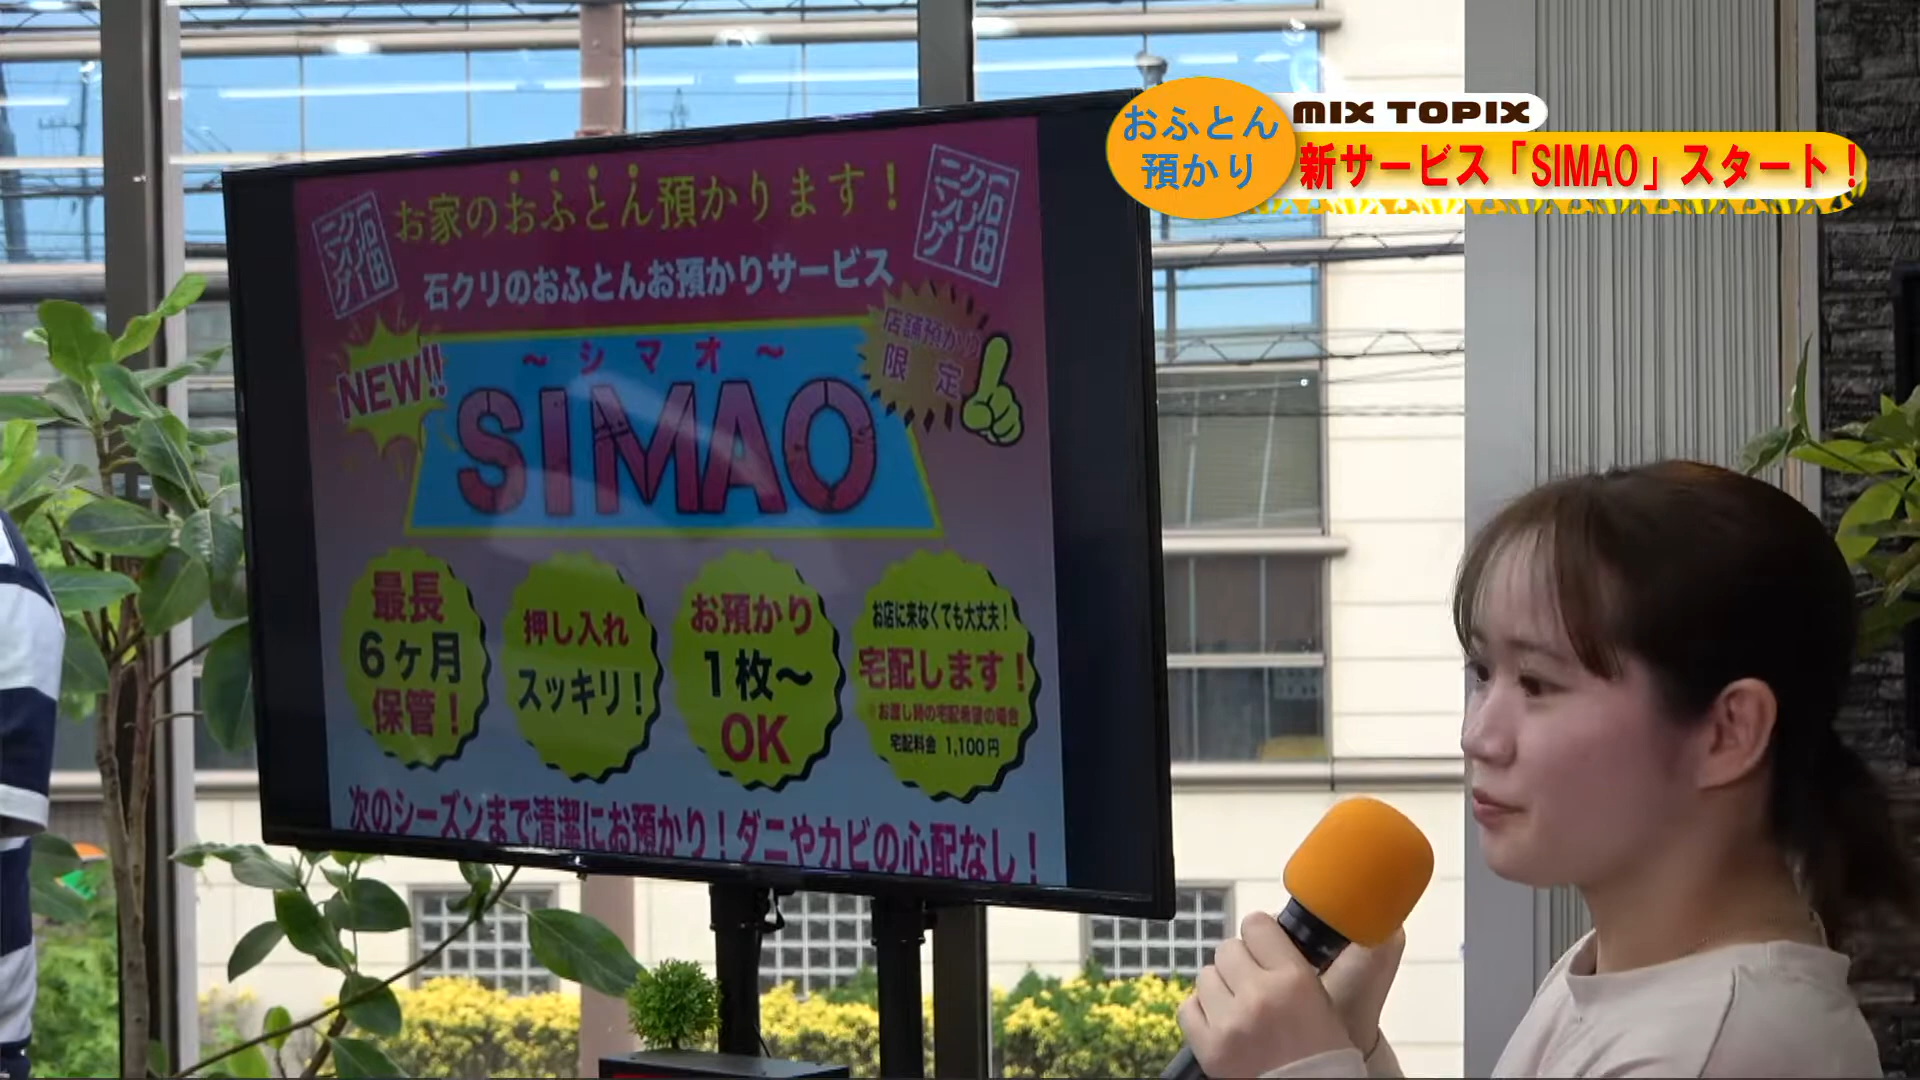 おふとん
預かり
MIX TOPIX
新サービス「SIMAO」スタート！
石田
クリー
ニング
お家のおふとん預かります！
石田
クリー
ニング
石クリのおふとんお預かりサービス
NEW!!
～シマオ～
SIMAO
店舗預かり
限定
最長
6ヶ月
保管！
押し入れ
スッキリ！
お預かり
1枚～
OK
お店に来なくても大丈夫！
宅配します！
※お渡し時の宅配希望の場合
宅配料金 1,100円
次のシーズンまで清潔にお預かり！ダニやカビの心配なし！